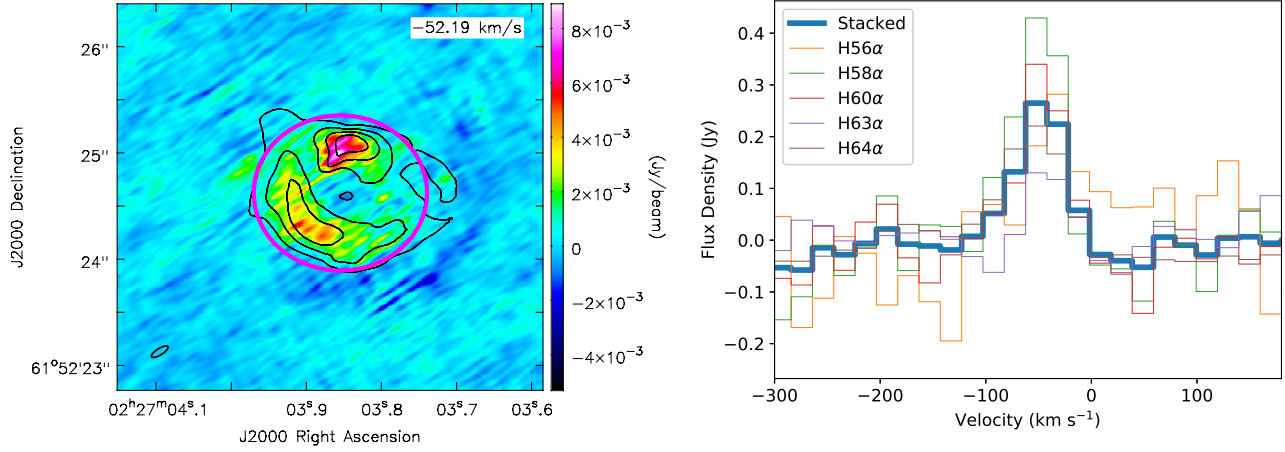 −52.19 km/s
26"
25"
24"
61°52'23"
J2000 Declination
02ʰ27ᵐ04ˢ.1
03ˢ.9
03ˢ.8
03ˢ.7
03ˢ.6
J2000 Right Ascension
8×10⁻³
6×10⁻³
4×10⁻³
2×10⁻³
0
−2×10⁻³
−4×10⁻³
(Jy/beam)
Stacked
H56α
H58α
H60α
H63α
H64α
0.4
0.3
0.2
0.1
0.0
−0.1
−0.2
Flux Density (Jy)
−300
−200
−100
0
100
Velocity (km s⁻¹)